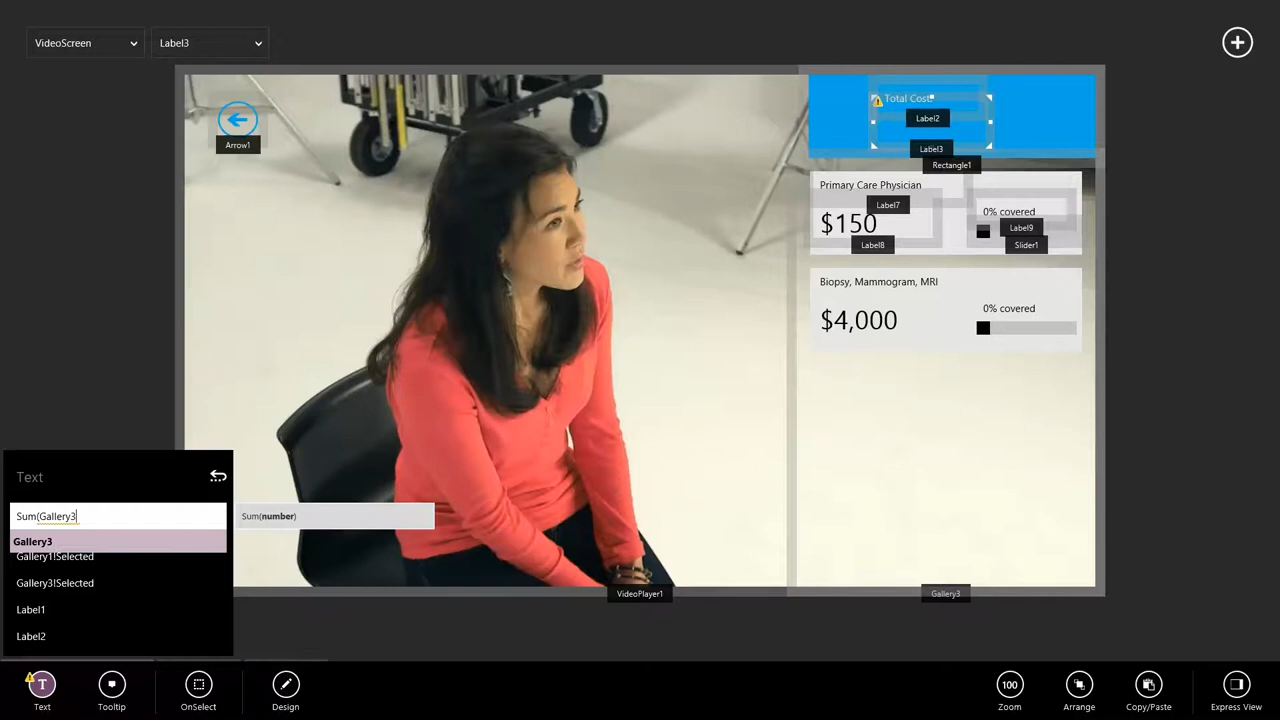 VideoScreen
Label3
Arrow1
Total Cost:
Label2
Label3
Rectangle1
Primary Care Physician
Label7
$150
Label8
0% covered
Label9
Slider1
Biopsy, Mammogram, MRI
$4,000
0% covered
VideoPlayer1
Gallery3
Text
Sum(Gallery3
Sum(number)
Gallery3
Gallery1!Selected
Gallery3!Selected
Label1
Label2
T
Text
Tooltip
OnSelect
Design
100
Zoom
Arrange
Copy/Paste
Express View